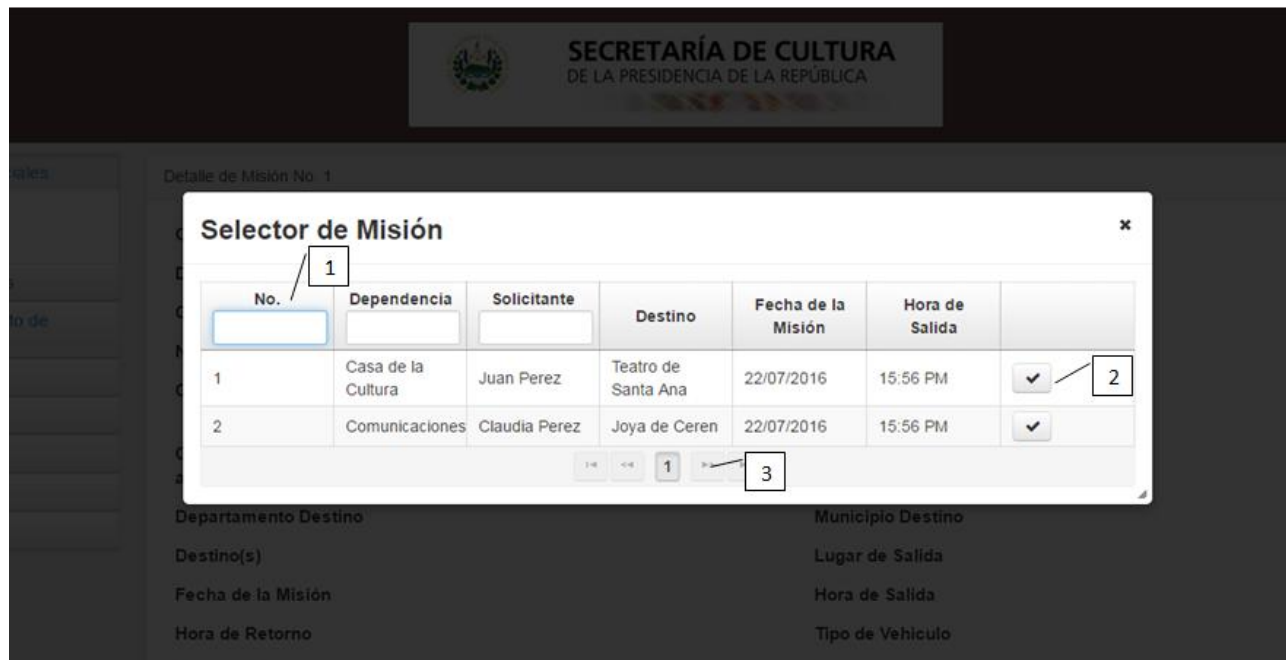 SECRETARÍA DE CULTURA
DE LA PRESIDENCIA DE LA REPÚBLICA
Detalle de Misión No. 1
Selector de Misión
1
No.
Dependencia
Solicitante
Destino
Fecha de la
Misión
Hora de
Salida
1
Casa de la
Cultura
Juan Perez
Teatro de
Santa Ana
22/07/2016
15:56 PM
2
2
Comunicaciones
Claudia Perez
Joya de Ceren
22/07/2016
15:56 PM
1
3
Departamento Destino
Municipio Destino
Destino(s)
Lugar de Salida
Fecha de la Misión
Hora de Salida
Hora de Retorno
Tipo de Vehiculo